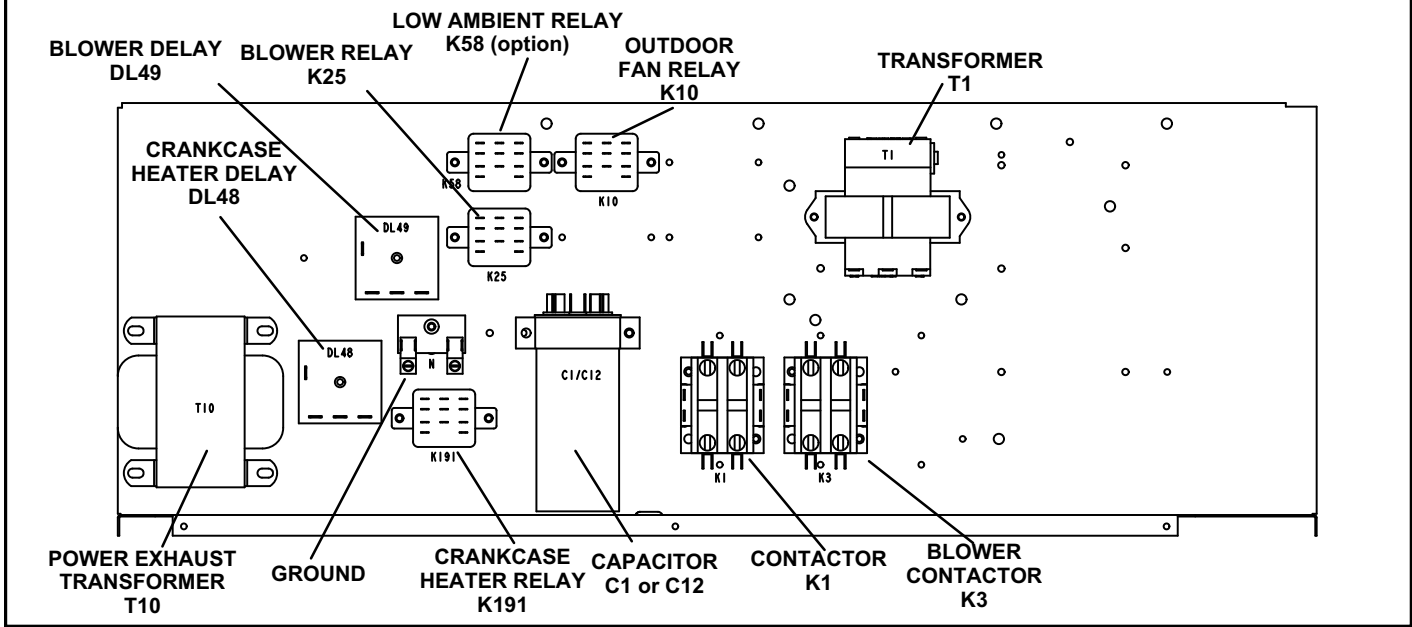 LOW AMBIENT RELAY
K58 (option)
BLOWER DELAY
DL49
BLOWER RELAY
K25
OUTDOOR
FAN RELAY
K10
TRANSFORMER
T1
CRANKCASE
HEATER DELAY
DL48
T1
K58
K10
DL49
K25
DL48
N
C1/C12
T10
K191
K1
K3
POWER EXHAUST
TRANSFORMER
T10
GROUND
CRANKCASE
HEATER RELAY
K191
CAPACITOR
C1 or C12
CONTACTOR
K1
BLOWER
CONTACTOR
K3